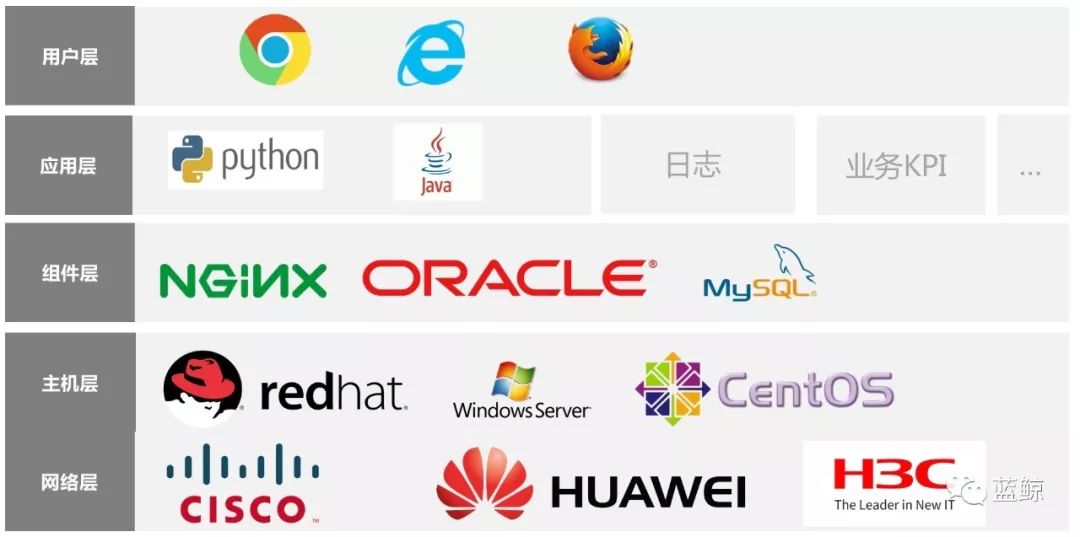 用户层
应用层
python
Java
日志
业务KPI
...
组件层
NGiNX
ORACLE®
MySQL®
主机层
redhat.
Windows Server
CentOS
网络层
CISCO™
HUAWEI
H3C
The Leader in New IT
蓝鲸